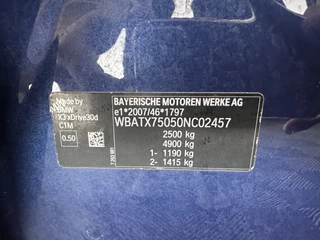 Made by
BMW
X3 xDrive30d
C1M
0.50
BAYERISCHE MOTOREN WERKE AG
e1*2007/46*1797
WBATX75050NC02457
2500 kg
4900 kg
1- 1190 kg
2- 1415 kg